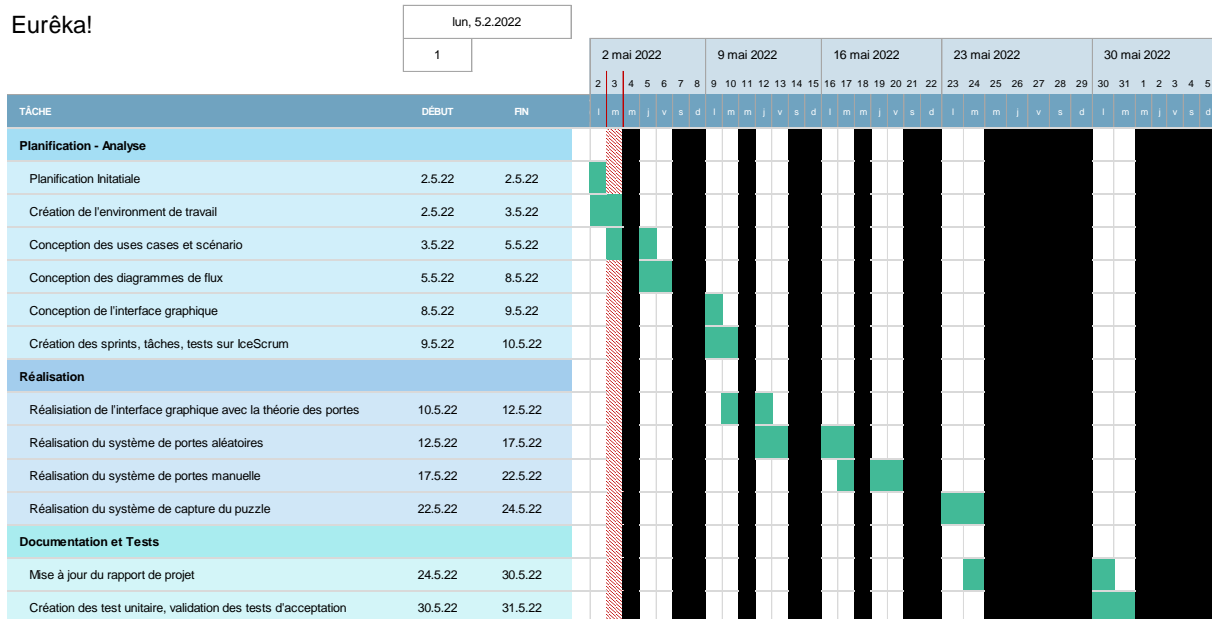 Eurêka!
lun, 5.2.2022
1
2 mai 2022 9 mai 2022 16 mai 2022 23 mai 2022 30 mai 2022
2 3 4 5 6 7 8 9 10 11 12 13 14 15 16 17 18 19 20 21 22 23 24 25 26 27 28 29 30 31 1 2 3 4 5
TÂCHE DÉBUT FIN l m m j v s d l m m j v s d l m m j v s d l m m j v s d l m m j v s d
Planification - Analyse
Planification Initatiale 2.5.22 2.5.22
Création de l'environment de travail 2.5.22 3.5.22
Conception des uses cases et scénario 3.5.22 5.5.22
Conception des diagrammes de flux 5.5.22 8.5.22
Conception de l'interface graphique 8.5.22 9.5.22
Création des sprints, tâches, tests sur IceScrum 9.5.22 10.5.22
Réalisation
Réalisiation de l'interface graphique avec la théorie des portes 10.5.22 12.5.22
Réalisation du système de portes aléatoires 12.5.22 17.5.22
Réalisation du système de portes manuelle 17.5.22 22.5.22
Réalisation du système de capture du puzzle 22.5.22 24.5.22
Documentation et Tests
Mise à jour du rapport de projet 24.5.22 30.5.22
Création des test unitaire, validation des tests d'acceptation 30.5.22 31.5.22